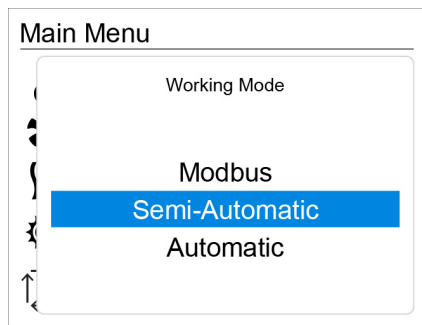 Main Menu
Working Mode
Modbus
Semi-Automatic
Automatic